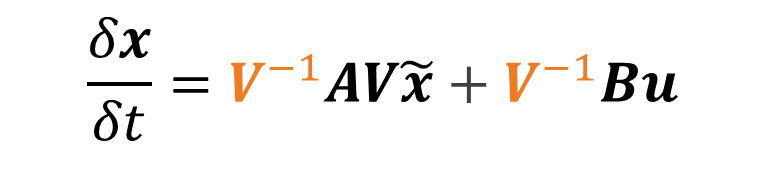 δx/δt = V⁻¹AVx̃ + V⁻¹Bu